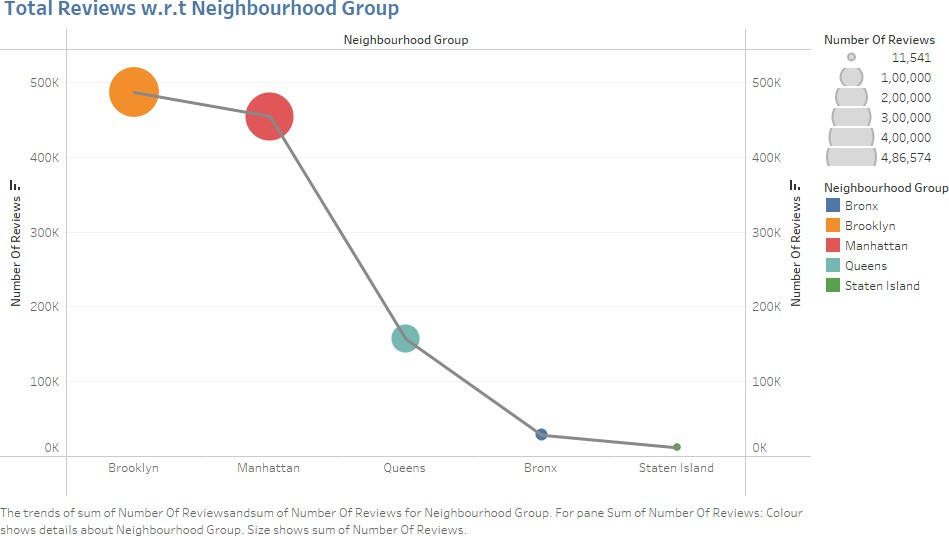 Total Reviews w.r.t Neighbourhood Group
Neighbourhood Group
500K
400K
300K
200K
100K
0K
Number Of Reviews
500K
400K
300K
200K
100K
0K
Number Of Reviews
Brooklyn Manhattan Queens Bronx Staten Island
Number Of Reviews
11,541
1,00,000
2,00,000
3,00,000
4,00,000
4,86,574
Neighbourhood Group
Bronx
Brooklyn
Manhattan
Queens
Staten Island
The trends of sum of Number Of Reviewsandsum of Number Of Reviews for Neighbourhood Group. For pane Sum of Number Of Reviews: Colour
shows details about Neighbourhood Group. Size shows sum of Number Of Reviews.